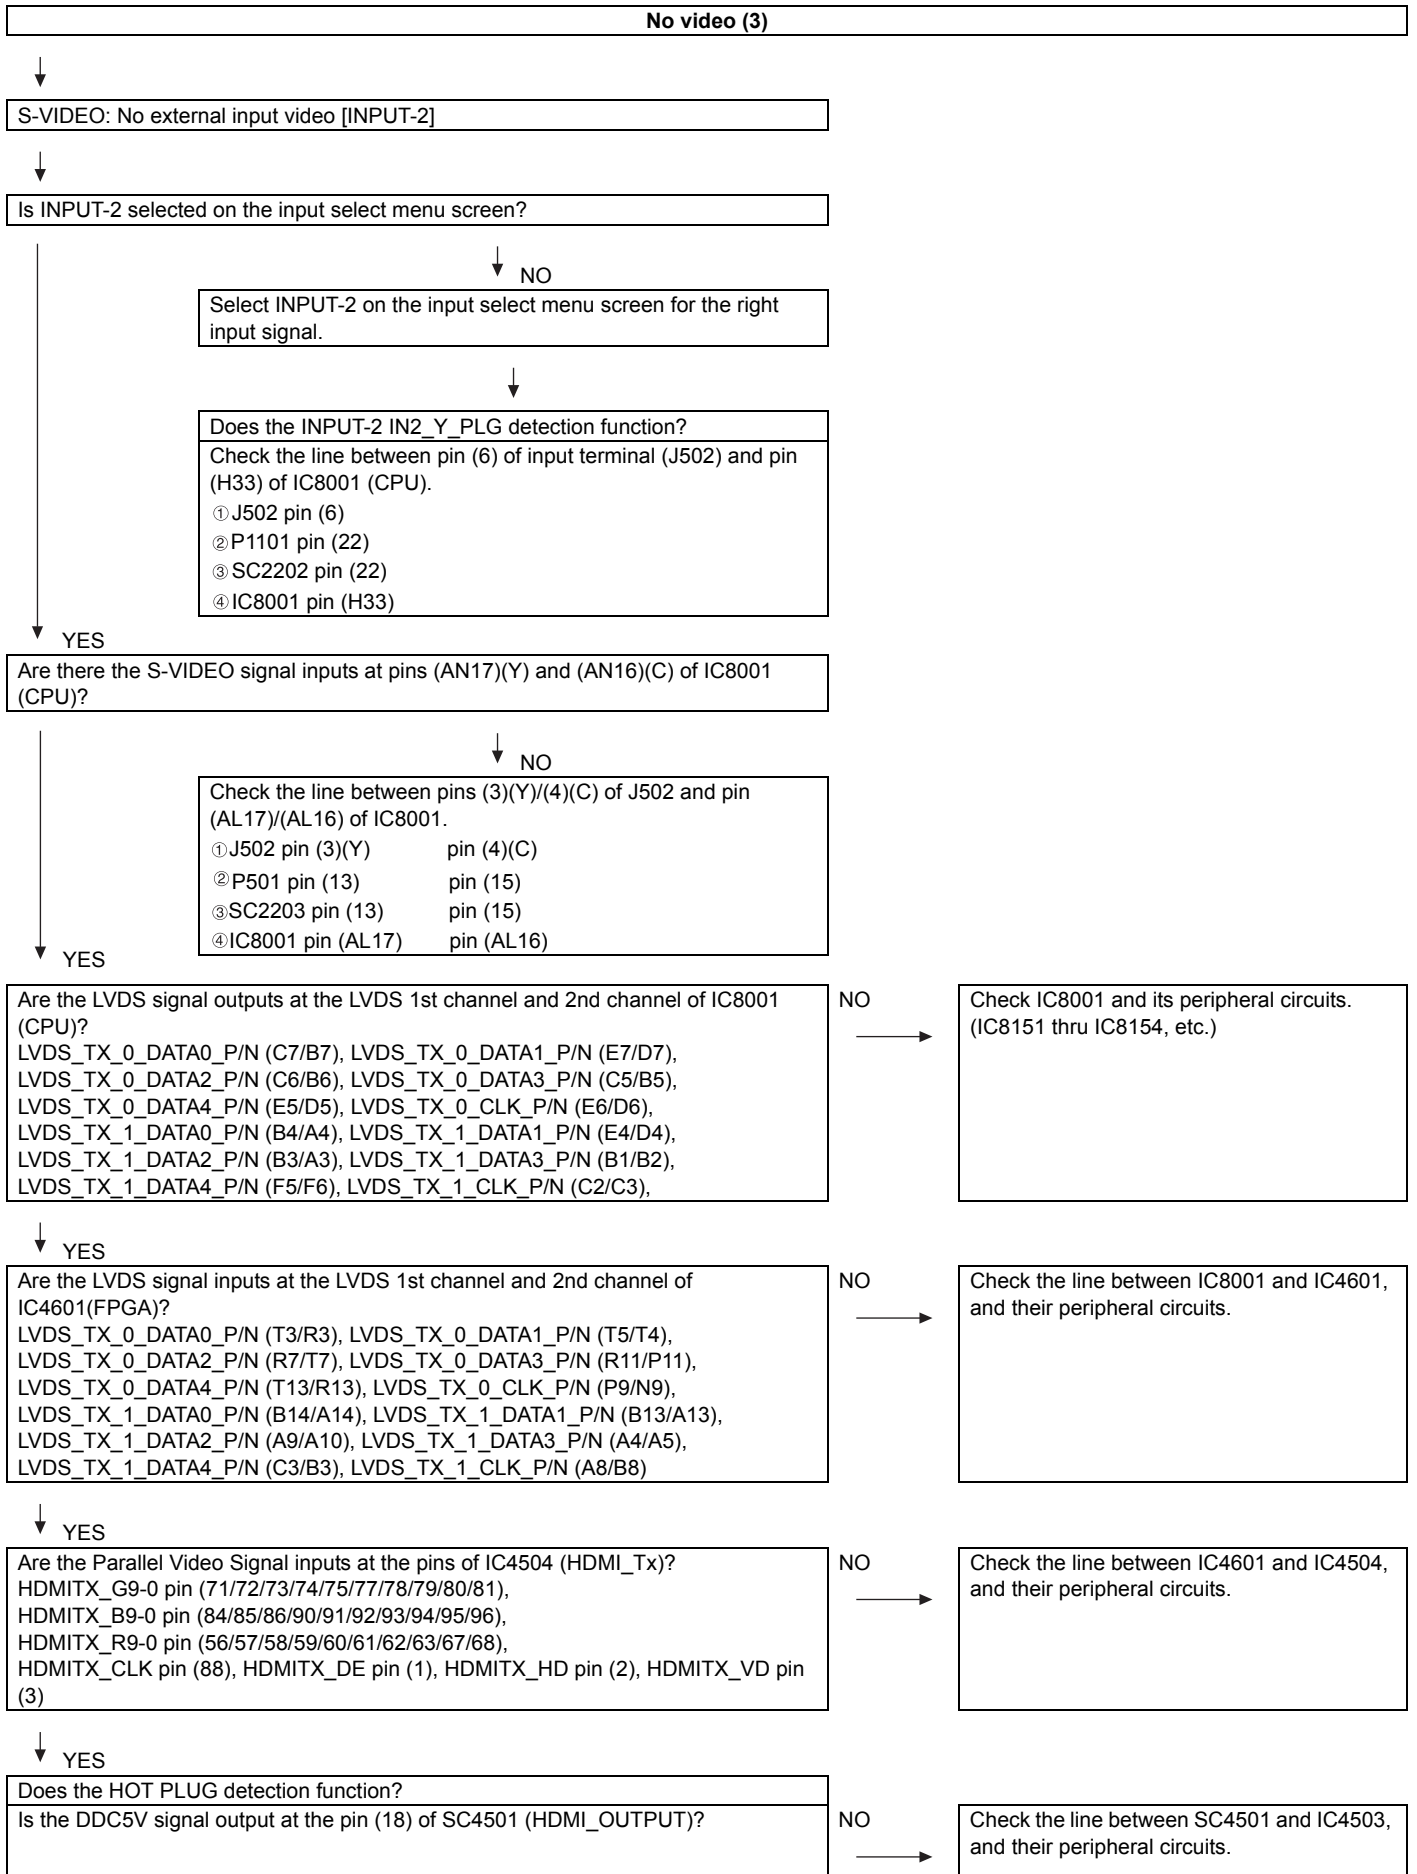 No video (3)
S-VIDEO: No external input video [INPUT-2]
Is INPUT-2 selected on the input select menu screen?
NO
Select INPUT-2 on the input select menu screen for the right
input signal.
Does the INPUT-2 IN2_Y_PLG detection function?
Check the line between pin (6) of input terminal (J502) and pin
(H33) of IC8001 (CPU).
①J502 pin (6)
②P1101 pin (22)
③SC2202 pin (22)
④IC8001 pin (H33)
YES
Are there the S-VIDEO signal inputs at pins (AN17)(Y) and (AN16)(C) of IC8001
(CPU)?
NO
Check the line between pins (3)(Y)/(4)(C) of J502 and pin
(AL17)/(AL16) of IC8001.
①J502 pin (3)(Y) pin (4)(C)
②P501 pin (13) pin (15)
③SC2203 pin (13) pin (15)
④IC8001 pin (AL17) pin (AL16)
YES
Are the LVDS signal outputs at the LVDS 1st channel and 2nd channel of IC8001
(CPU)?
LVDS_TX_0_DATA0_P/N (C7/B7), LVDS_TX_0_DATA1_P/N (E7/D7),
LVDS_TX_0_DATA2_P/N (C6/B6), LVDS_TX_0_DATA3_P/N (C5/B5),
LVDS_TX_0_DATA4_P/N (E5/D5), LVDS_TX_0_CLK_P/N (E6/D6),
LVDS_TX_1_DATA0_P/N (B4/A4), LVDS_TX_1_DATA1_P/N (E4/D4),
LVDS_TX_1_DATA2_P/N (B3/A3), LVDS_TX_1_DATA3_P/N (B1/B2),
LVDS_TX_1_DATA4_P/N (F5/F6), LVDS_TX_1_CLK_P/N (C2/C3),
NO
Check IC8001 and its peripheral circuits.
(IC8151 thru IC8154, etc.)
YES
Are the LVDS signal inputs at the LVDS 1st channel and 2nd channel of
IC4601(FPGA)?
LVDS_TX_0_DATA0_P/N (T3/R3), LVDS_TX_0_DATA1_P/N (T5/T4),
LVDS_TX_0_DATA2_P/N (R7/T7), LVDS_TX_0_DATA3_P/N (R11/P11),
LVDS_TX_0_DATA4_P/N (T13/R13), LVDS_TX_0_CLK_P/N (P9/N9),
LVDS_TX_1_DATA0_P/N (B14/A14), LVDS_TX_1_DATA1_P/N (B13/A13),
LVDS_TX_1_DATA2_P/N (A9/A10), LVDS_TX_1_DATA3_P/N (A4/A5),
LVDS_TX_1_DATA4_P/N (C3/B3), LVDS_TX_1_CLK_P/N (A8/B8)
NO
Check the line between IC8001 and IC4601,
and their peripheral circuits.
YES
Are the Parallel Video Signal inputs at the pins of IC4504 (HDMI_Tx)?
HDMITX_G9-0 pin (71/72/73/74/75/77/78/79/80/81),
HDMITX_B9-0 pin (84/85/86/90/91/92/93/94/95/96),
HDMITX_R9-0 pin (56/57/58/59/60/61/62/63/67/68),
HDMITX_CLK pin (88), HDMITX_DE pin (1), HDMITX_HD pin (2), HDMITX_VD pin
(3)
NO
Check the line between IC4601 and IC4504,
and their peripheral circuits.
YES
Does the HOT PLUG detection function?
Is the DDC5V signal output at the pin (18) of SC4501 (HDMI_OUTPUT)?
NO
Check the line between SC4501 and IC4503,
and their peripheral circuits.